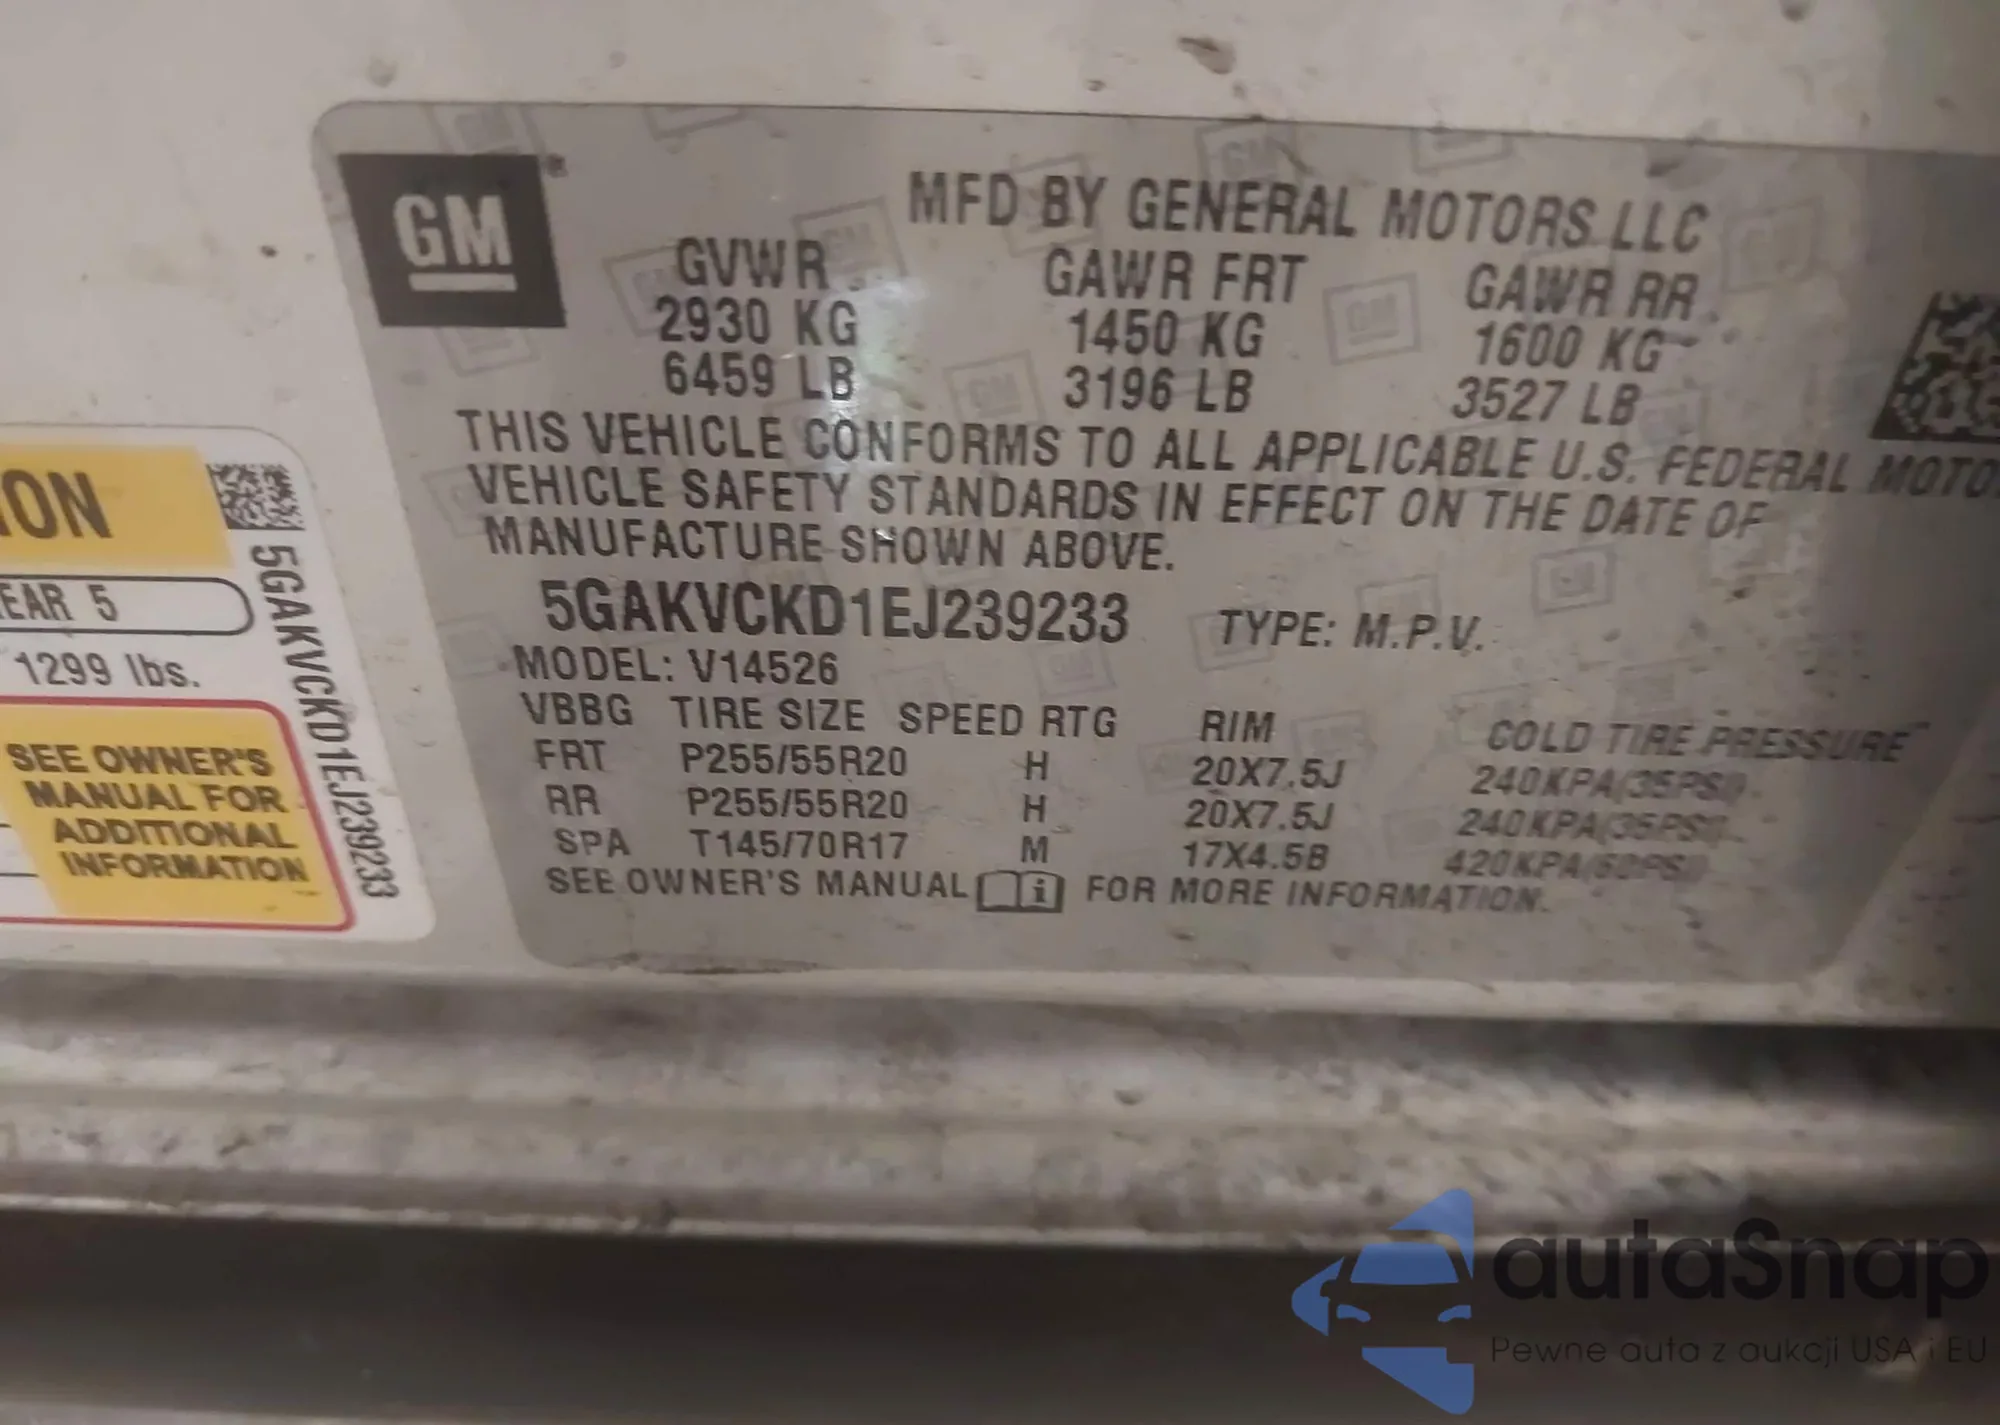 GM
MFD BY GENERAL MOTORS LLC
GVWR GAWR FRT GAWR RR
2930 KG 1450 KG 1600 KG
6459 LB 3196 LB 3527 LB
THIS VEHICLE CONFORMS TO ALL APPLICABLE U.S. FEDERAL MOTO
VEHICLE SAFETY STANDARDS IN EFFECT ON THE DATE OF
MANUFACTURE SHOWN ABOVE.
5GAKVCKD1EJ239233 TYPE: M.P.V.
MODEL: V14526
VBBG TIRE SIZE SPEED RTG RIM COLD TIRE PRESSURE
FRT P255/55R20 H 20X7.5J 240KPA(35PSI)
RR P255/55R20 H 20X7.5J 240KPA(35PSI)
SPA T145/70R17 M 17X4.5B 420KPA(60PSI)
SEE OWNER'S MANUAL i FOR MORE INFORMATION.
ION
EAR 5
1299 lbs.
SEE OWNER'S
MANUAL FOR
ADDITIONAL
INFORMATION
5GAKVCKD1EJ239233
autaSnap
Pewne auta z aukcji USA i EU